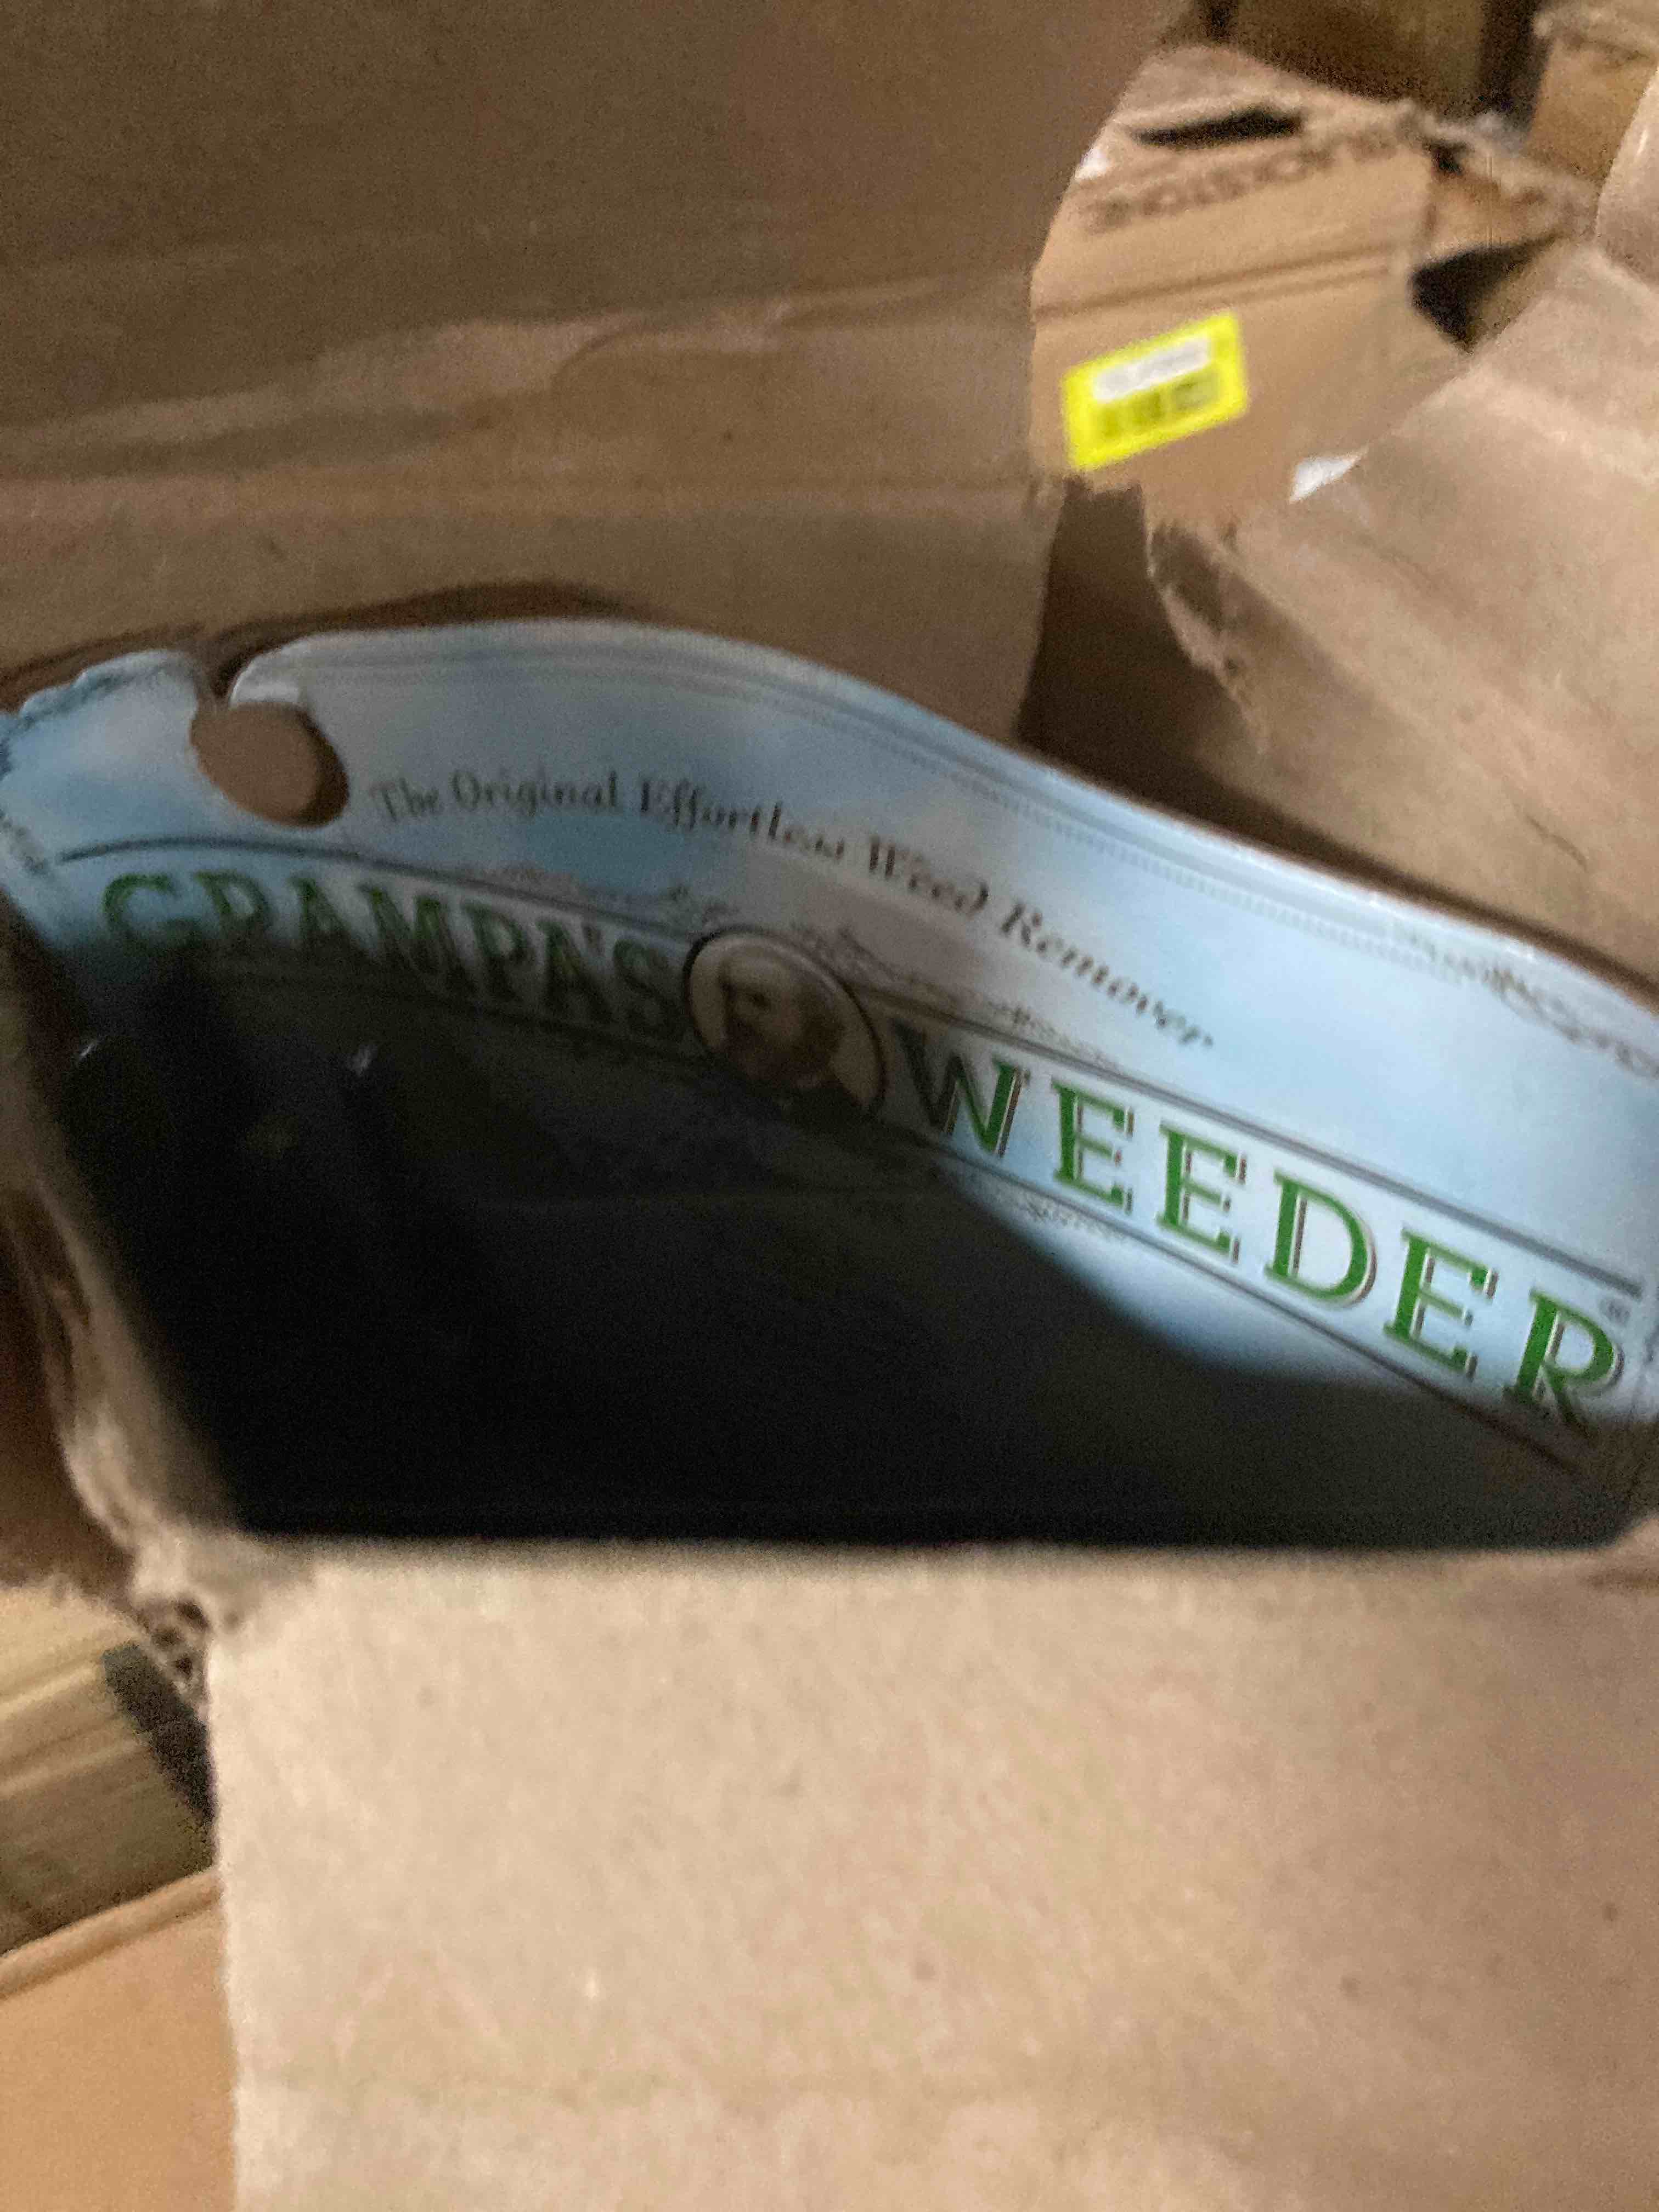 The Original Effortless Weed Remover
GRAMPA'S WEEDER®